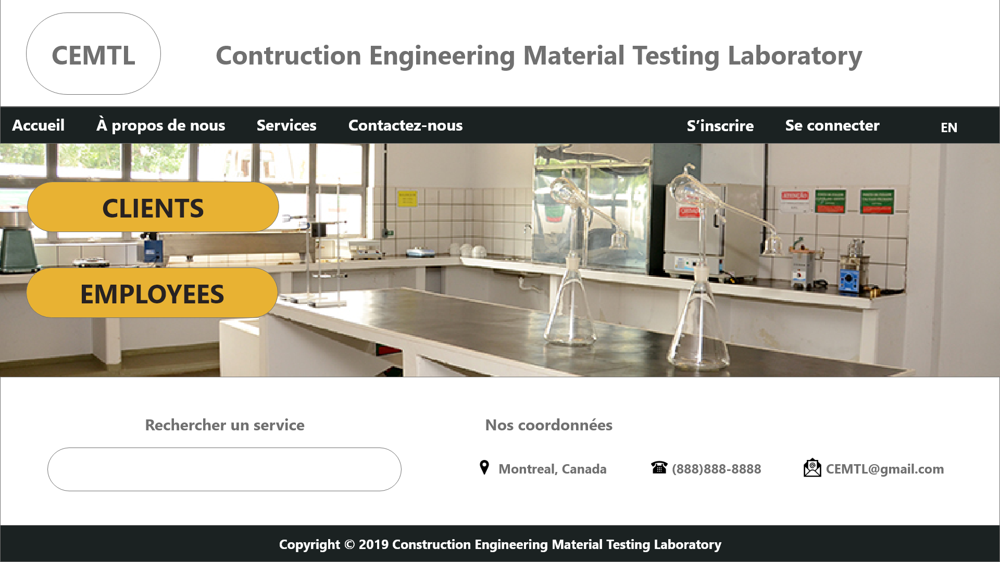 CEMTL
Contruction Engineering Material Testing Laboratory
Accueil
À propos de nous
Services
Contactez-nous
S’inscrire
Se connecter
EN
ATENÇÃO
CLIENTS
EMPLOYEES
Rechercher un service
Nos coordonnées
Montreal, Canada
(888)888-8888
CEMTL@gmail.com
Copyright © 2019 Construction Engineering Material Testing Laboratory